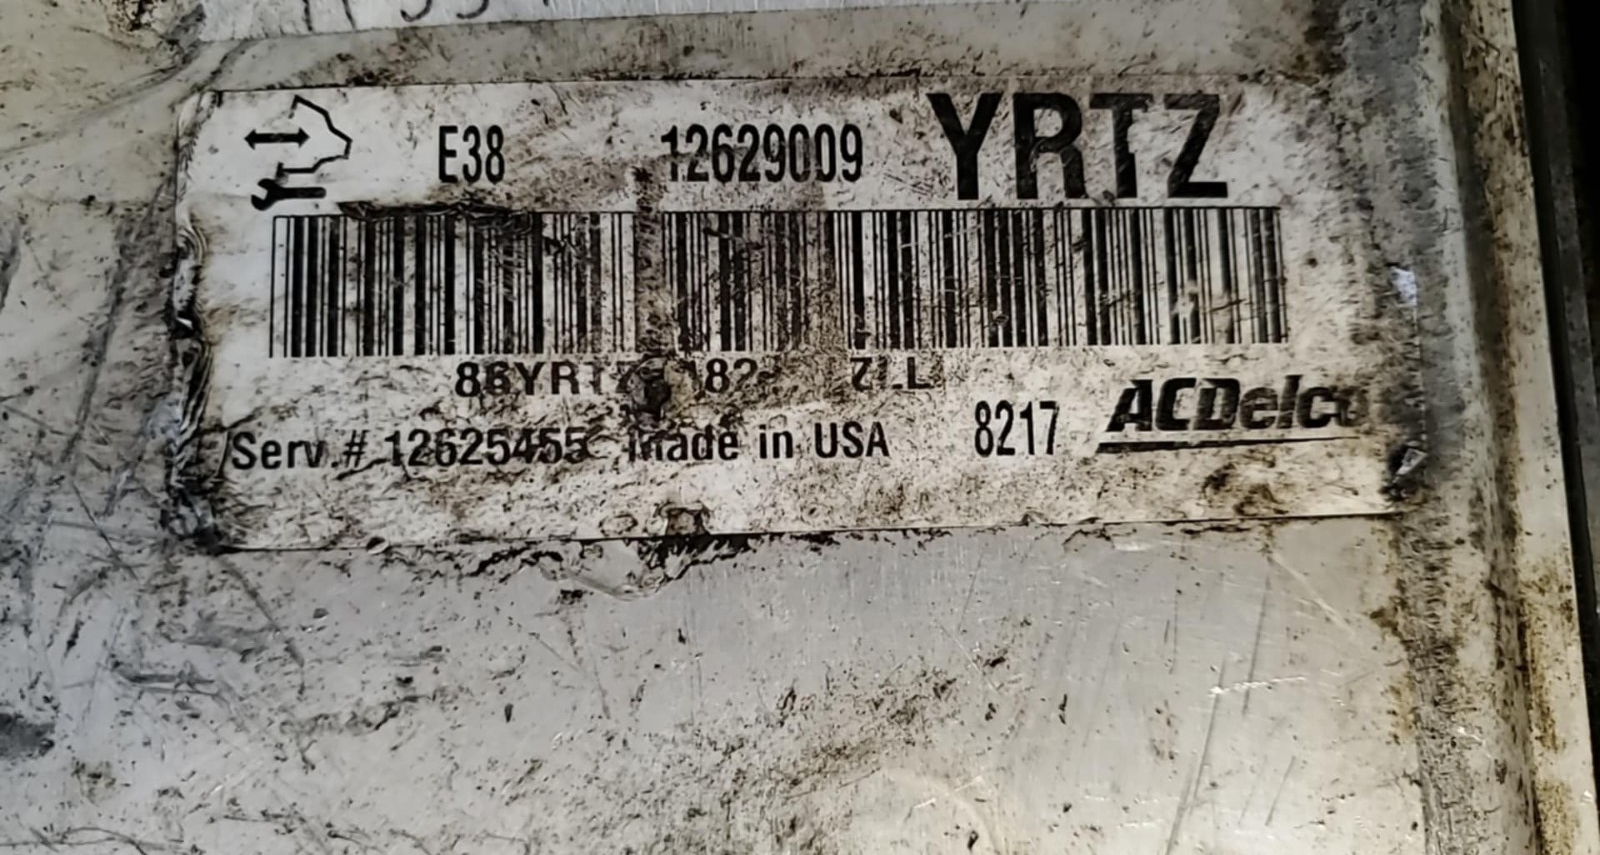 E38 12629009 YRTZ
Serv.# 12625455 made in USA 8217 ACDelco